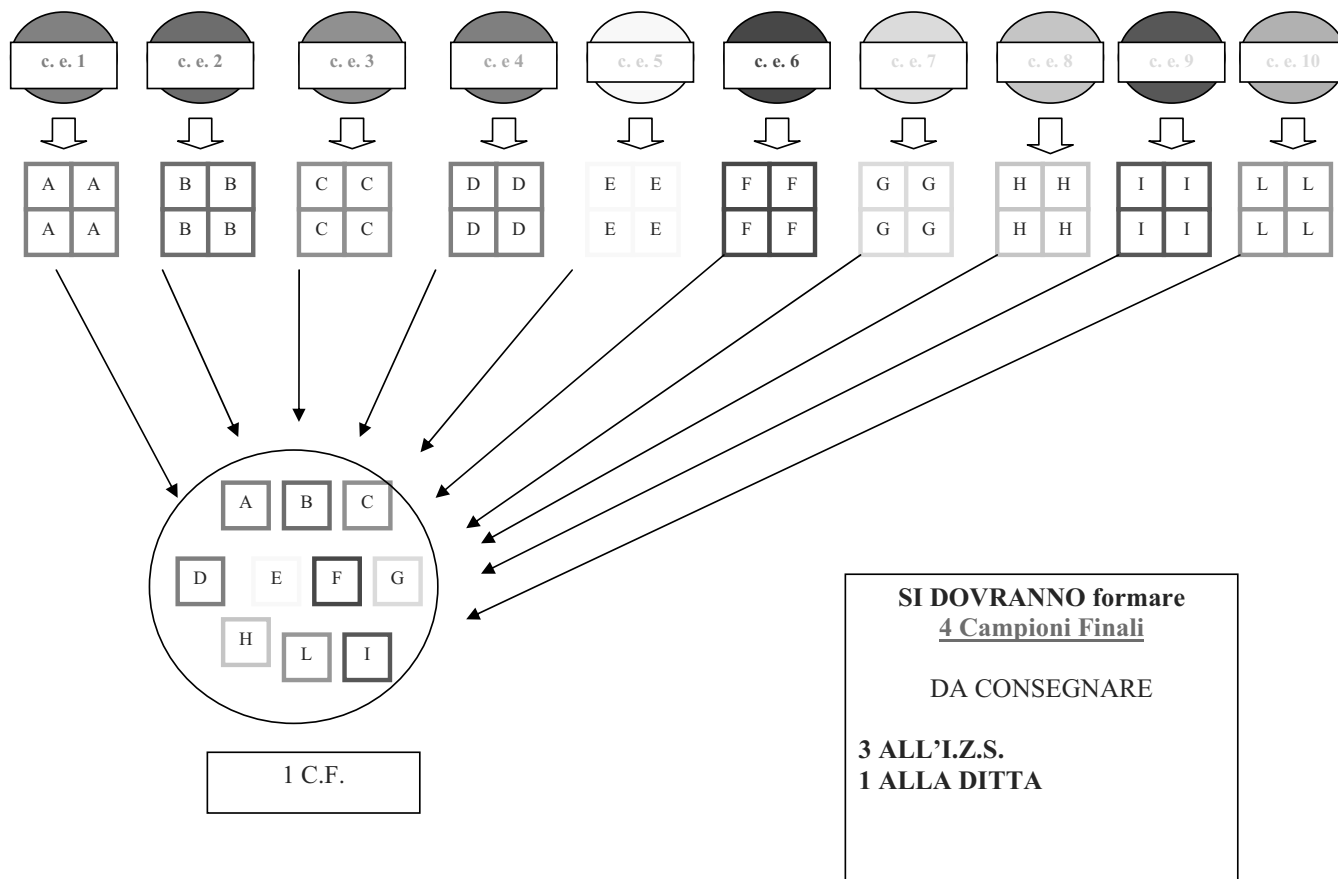 c. e. 1 c. e. 2 c. e. 3 c. e 4 c. e. 5 c. e. 6 c. e. 7 c. e. 8 c. e. 9 c. e. 10
A A B B C C D D E E F F G G H H I I L L
A A B B C C D D E E F F G G H H I I L L
A B C
D E F G
H L I
1 C.F.
SI DOVRANNO formare
4 Campioni Finali
DA CONSEGNARE
3 ALL'I.Z.S.
1 ALLA DITTA